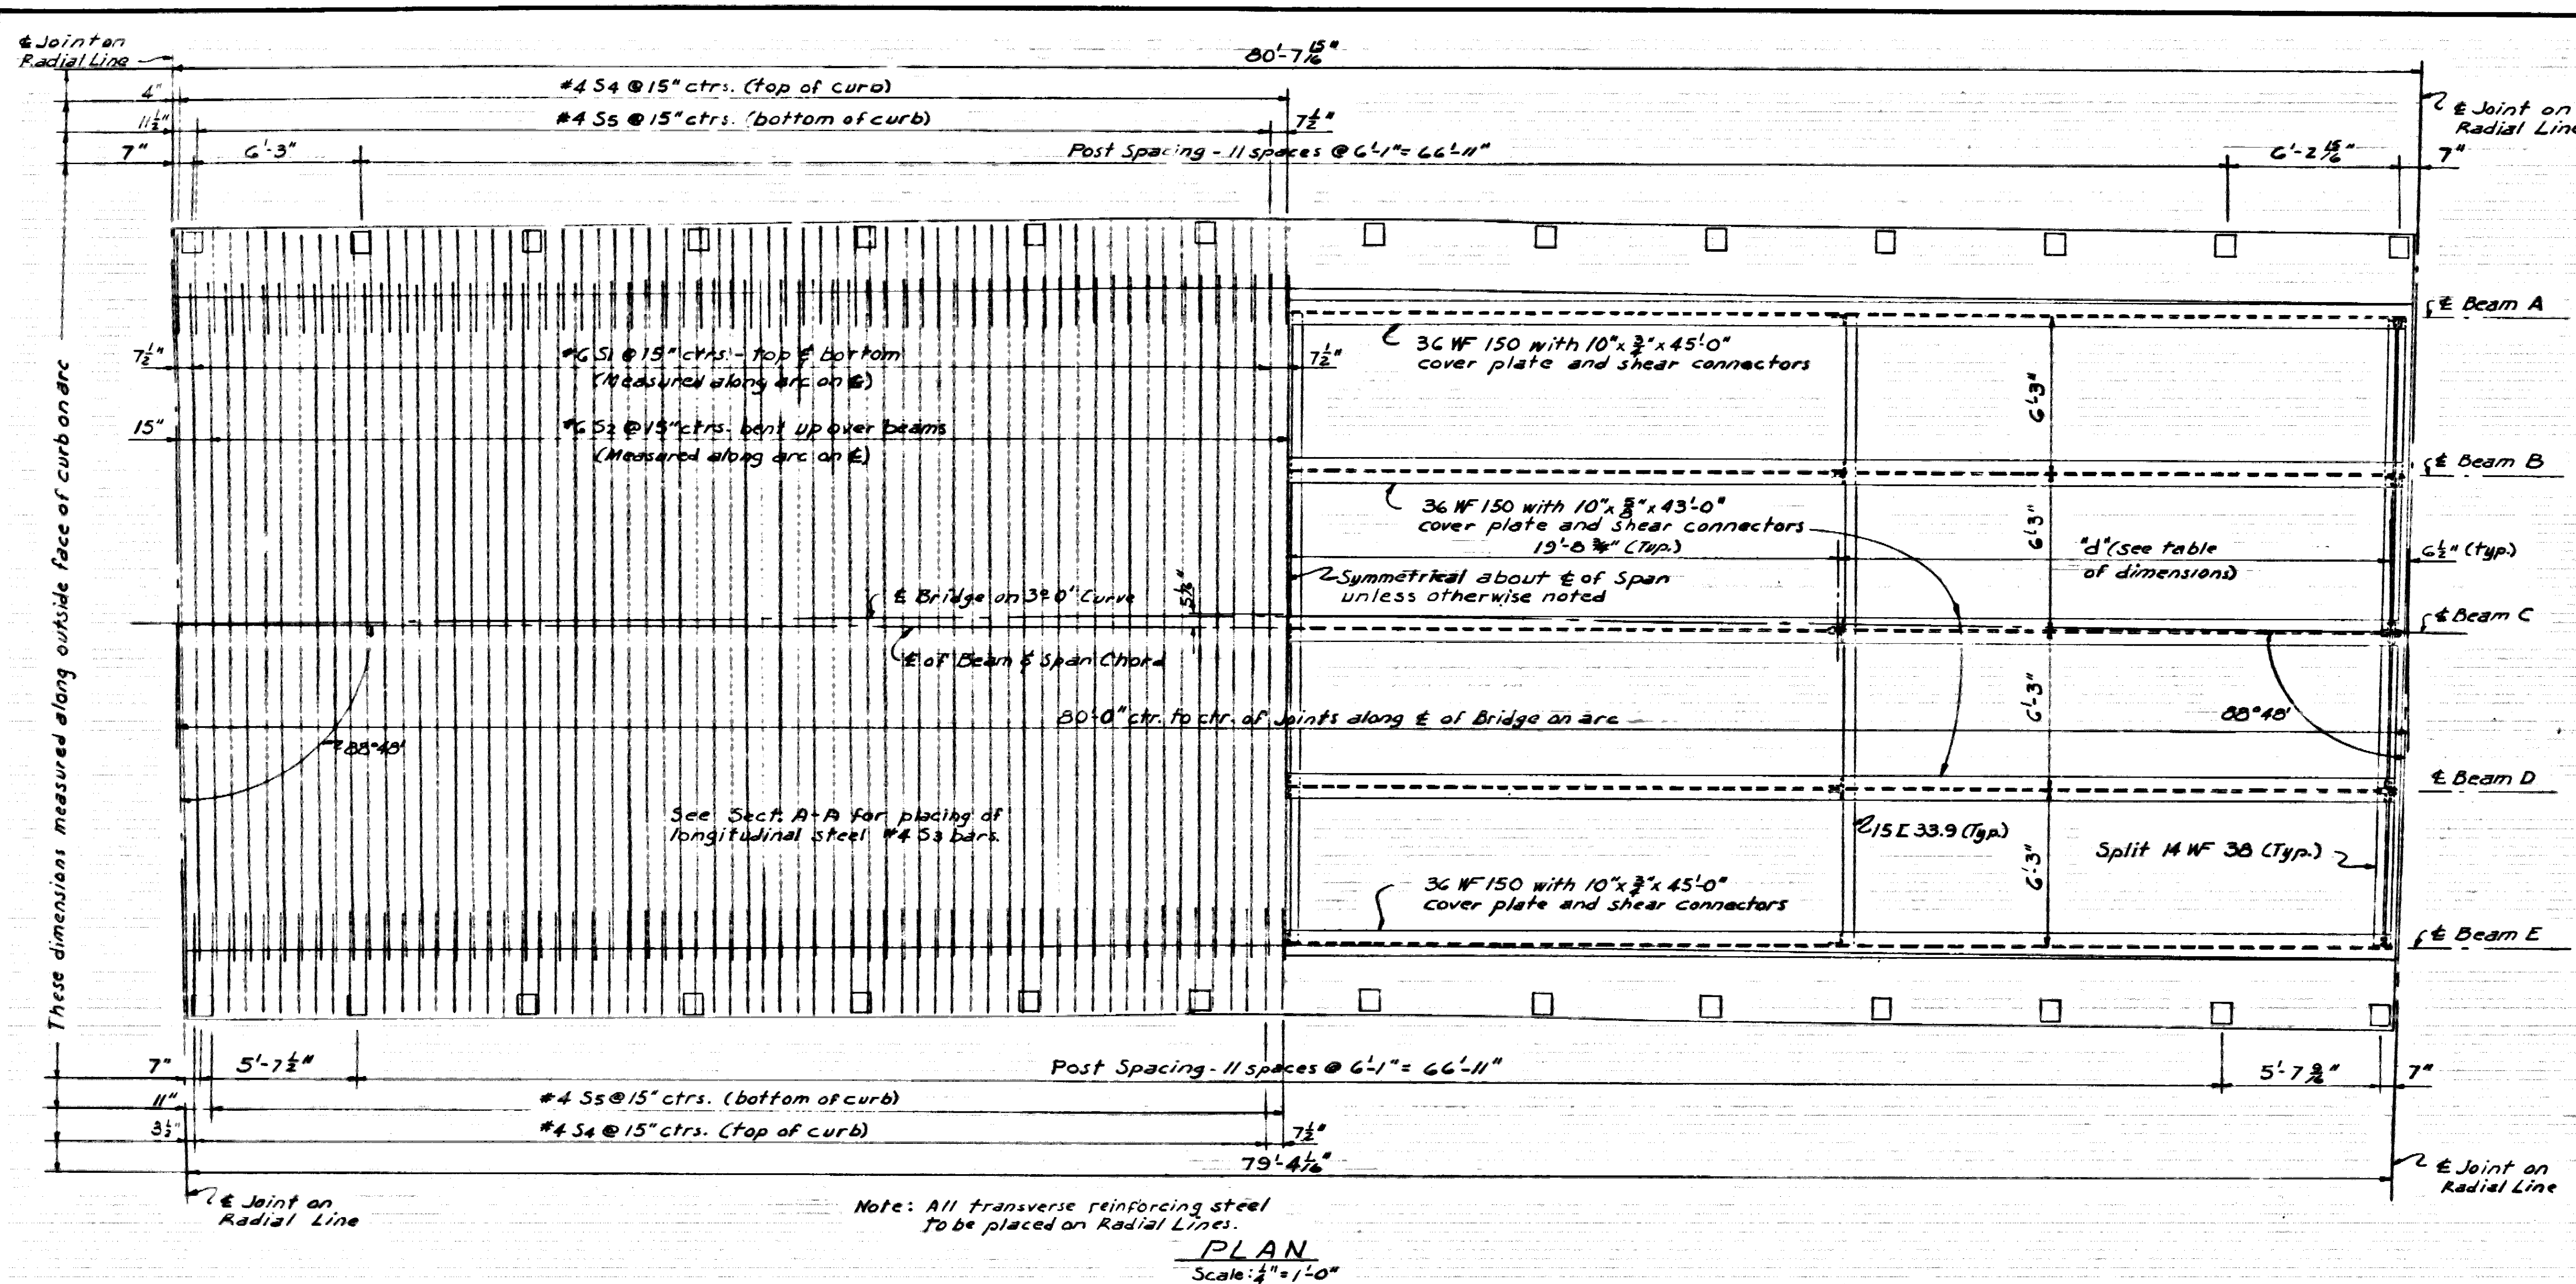 ℄ Joint on
Radial Line
80'-7 15/16"
4"
#4 S4 @ 15" ctrs. (top of curb)
11½"
#4 S5 @ 15" ctrs. (bottom of curb)
7½"
℄ Joint on
Radial Line
7"
6'-3"
Post Spacing - 11 spaces @ 6'-1" = 66'-11"
6'-2 15/16"
7"
These dimensions measured along outside face of curb on arc
℄ Beam A
7½"
#6 S1 @ 15" ctrs. - top & bottom
(Measured along arc on ℄)
7½"
36 WF 150 with 10" x ¾" x 45'-0"
cover plate and shear connectors
6'-3"
15"
#6 S2 @ 15" ctrs. bent up over beams
(Measured along arc on ℄)
℄ Beam B
36 WF 150 with 10" x ⅝" x 43'-0"
cover plate and shear connectors
19'-8 ¾" (Typ.)
6'-3"
"d" (see table
of dimensions)
6½" (typ.)
Symmetrical about ℄ of Span
unless otherwise noted
℄ Bridge on 3°0' Curve
℄ Beam C
℄ of Beam & Span Chord
6'-3"
80'-0" ctr. to ctr. of Joints along ℄ of Bridge on arc
88°48'
88°48'
℄ Beam D
See Sect. A-A for placing of
longitudinal steel #4 S3 bars.
15 [ 33.9 (Typ.)
Split 14 WF 38 (Typ.)
6'-3"
36 WF 150 with 10" x ¾" x 45'-0"
cover plate and shear connectors
℄ Beam E
7"
5'-7½"
Post Spacing - 11 spaces @ 6'-1" = 66'-11"
5'-7 9/16"
7"
11"
#4 S5 @ 15" ctrs. (bottom of curb)
3½"
#4 S4 @ 15" ctrs. (top of curb)
7½"
79'-4 1/16"
℄ Joint on
Radial Line
℄ Joint on
Radial Line
Note: All transverse reinforcing steel
to be placed on Radial Lines.
PLAN
Scale: ¼" = 1'-0"